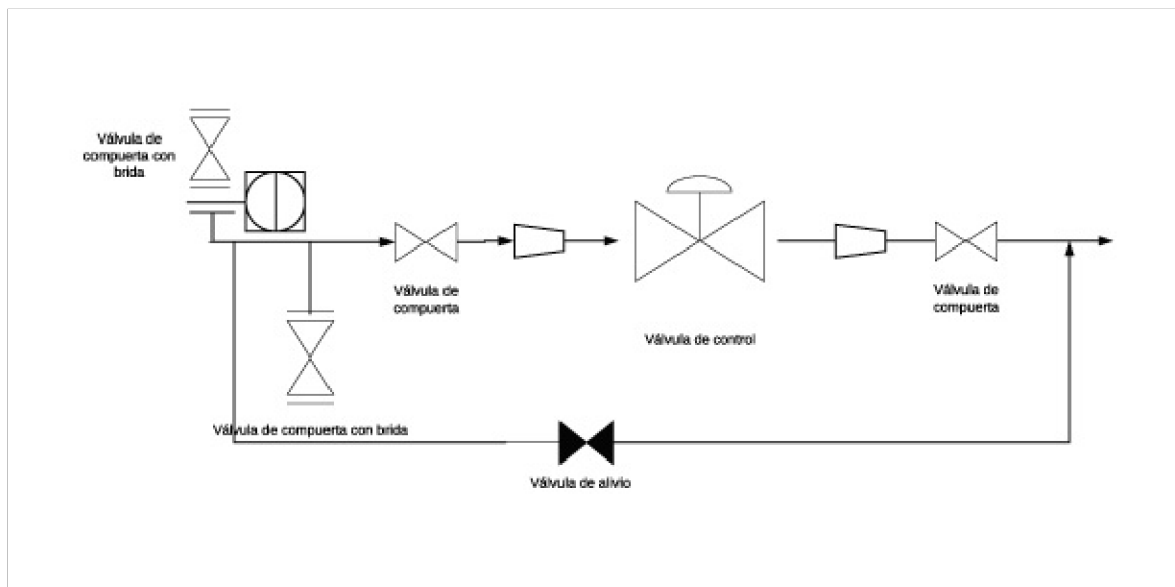 Válvula de
compuerta con
brida
Válvula de
compuerta
Válvula de
compuerta
Válvula de control
Válvula de compuerta con brida
Válvula de alivio